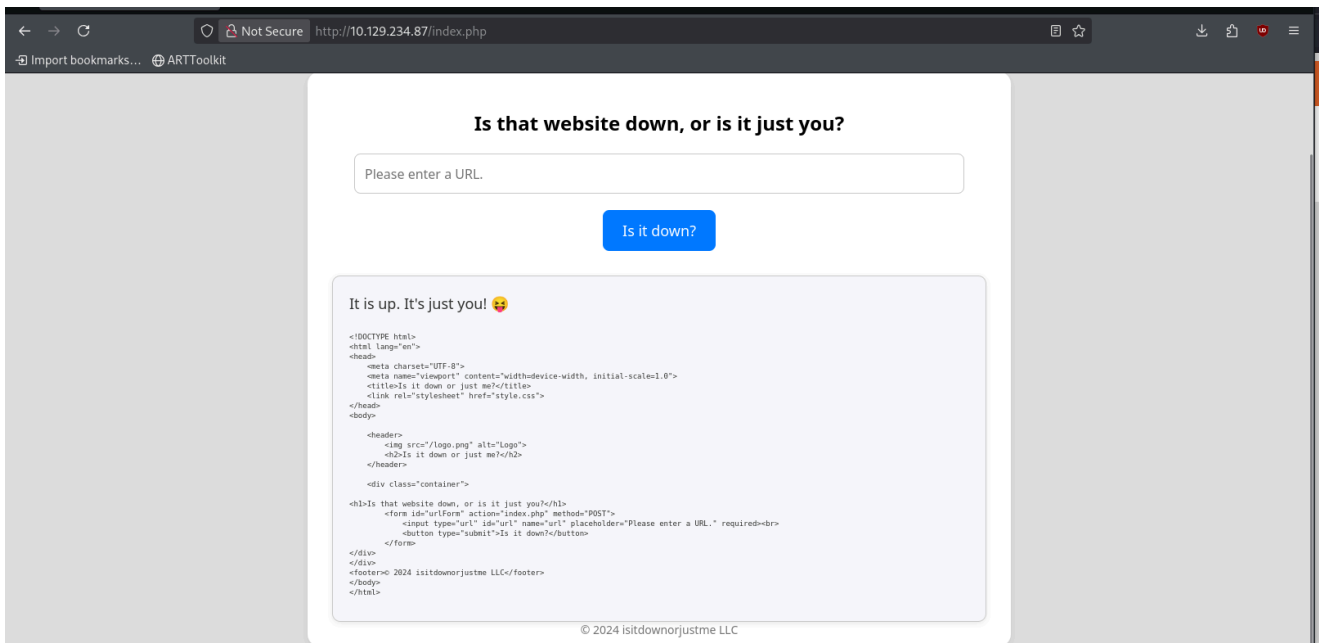 Not Secure http://10.129.234.87/index.php
Import bookmarks... ARTToolkit
Is that website down, or is it just you?
Please enter a URL.
Is it down?
It is up. It's just you! 😝
<!DOCTYPE html>
<html lang="en">
<head>
    <meta charset="UTF-8">
    <meta name="viewport" content="width=device-width, initial-scale=1.0">
    <title>Is it down or just me?</title>
    <link rel="stylesheet" href="style.css">
</head>
<body>
    <header>
        <img src="/logo.png" alt="Logo">
        <h2>Is it down or just me?</h2>
    </header>
    <div class="container">
<h1>Is that website down, or is it just you?</h1>
        <form id="urlForm" action="index.php" method="POST">
            <input type="url" id="url" name="url" placeholder="Please enter a URL." required><br>
            <button type="submit">Is it down?</button>
        </form>
</div>
</div>
<footer>© 2024 isitdownorjustme LLC</footer>
</body>
</html>
© 2024 isitdownorjustme LLC